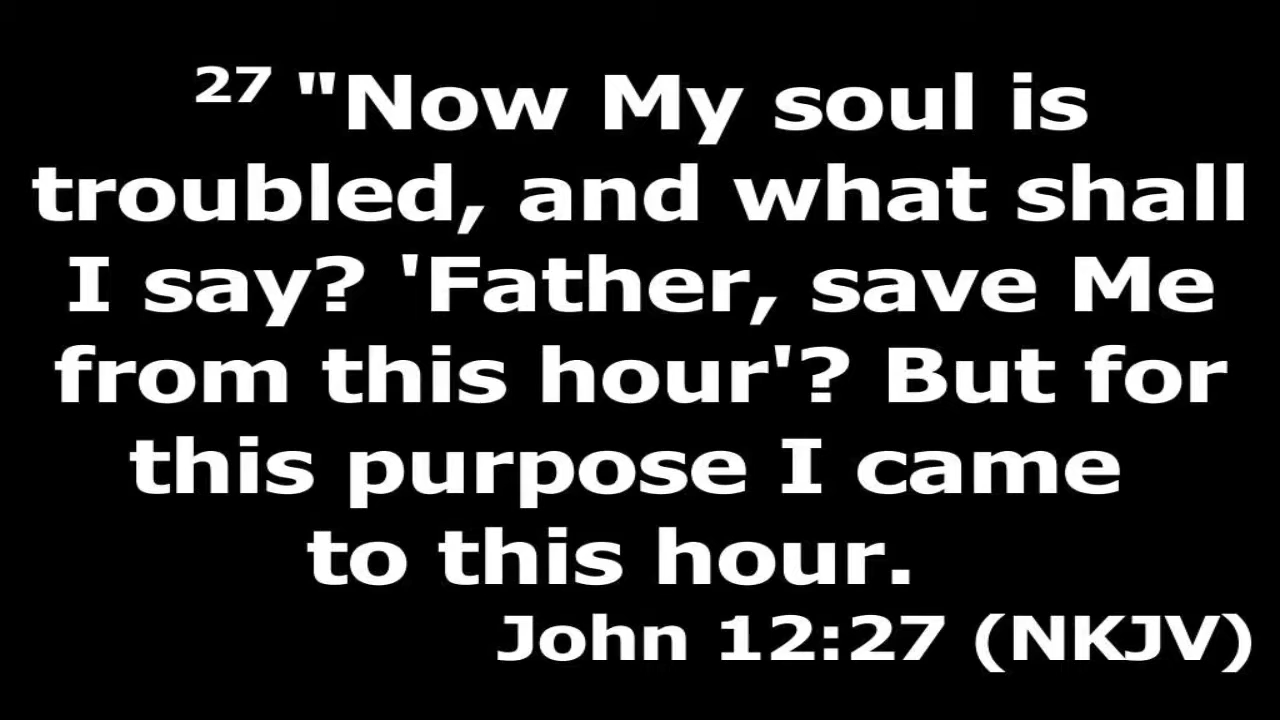 27 "Now My soul is
troubled, and what shall
I say? 'Father, save Me
from this hour'? But for
this purpose I came
to this hour.
John 12:27 (NKJV)